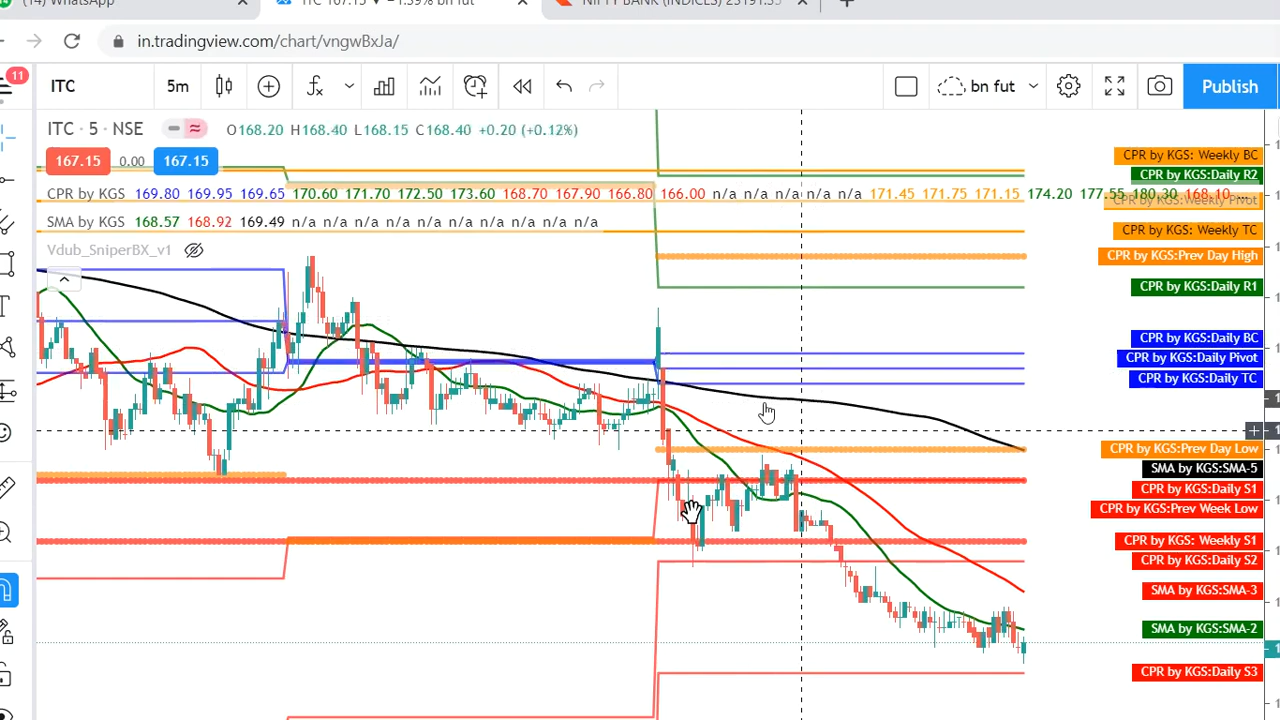 (14) WhatsApp
ITC 167.15 ▼ −1.39% bn fut
NIFTY BANK (INDICES) 23191.35
in.tradingview.com/chart/vngwBxJa/
11
ITC
5m
bn fut
Publish
ITC · 5 · NSE
O168.20 H168.40 L168.15 C168.40 +0.20 (+0.12%)
167.15 0.00 167.15
CPR by KGS 169.80 169.95 169.65 170.60 171.70 172.50 173.60 168.70 167.90 166.80 166.00 n/a n/a n/a n/a n/a 171.45 171.75 171.15 174.20 177.55 180.30 168.10 ...
SMA by KGS 168.57 168.92 169.49 n/a n/a n/a n/a n/a n/a n/a n/a n/a
Vdub_SniperBX_v1
CPR by KGS: Weekly BC
CPR by KGS:Daily R2
CPR by KGS:Weekly Pivot
CPR by KGS: Weekly TC
CPR by KGS:Prev Day High
CPR by KGS:Daily R1
CPR by KGS:Daily BC
CPR by KGS:Daily Pivot
CPR by KGS:Daily TC
CPR by KGS:Prev Day Low
SMA by KGS:SMA-5
CPR by KGS:Daily S1
CPR by KGS:Prev Week Low
CPR by KGS: Weekly S1
CPR by KGS:Daily S2
SMA by KGS:SMA-3
SMA by KGS:SMA-2
CPR by KGS:Daily S3